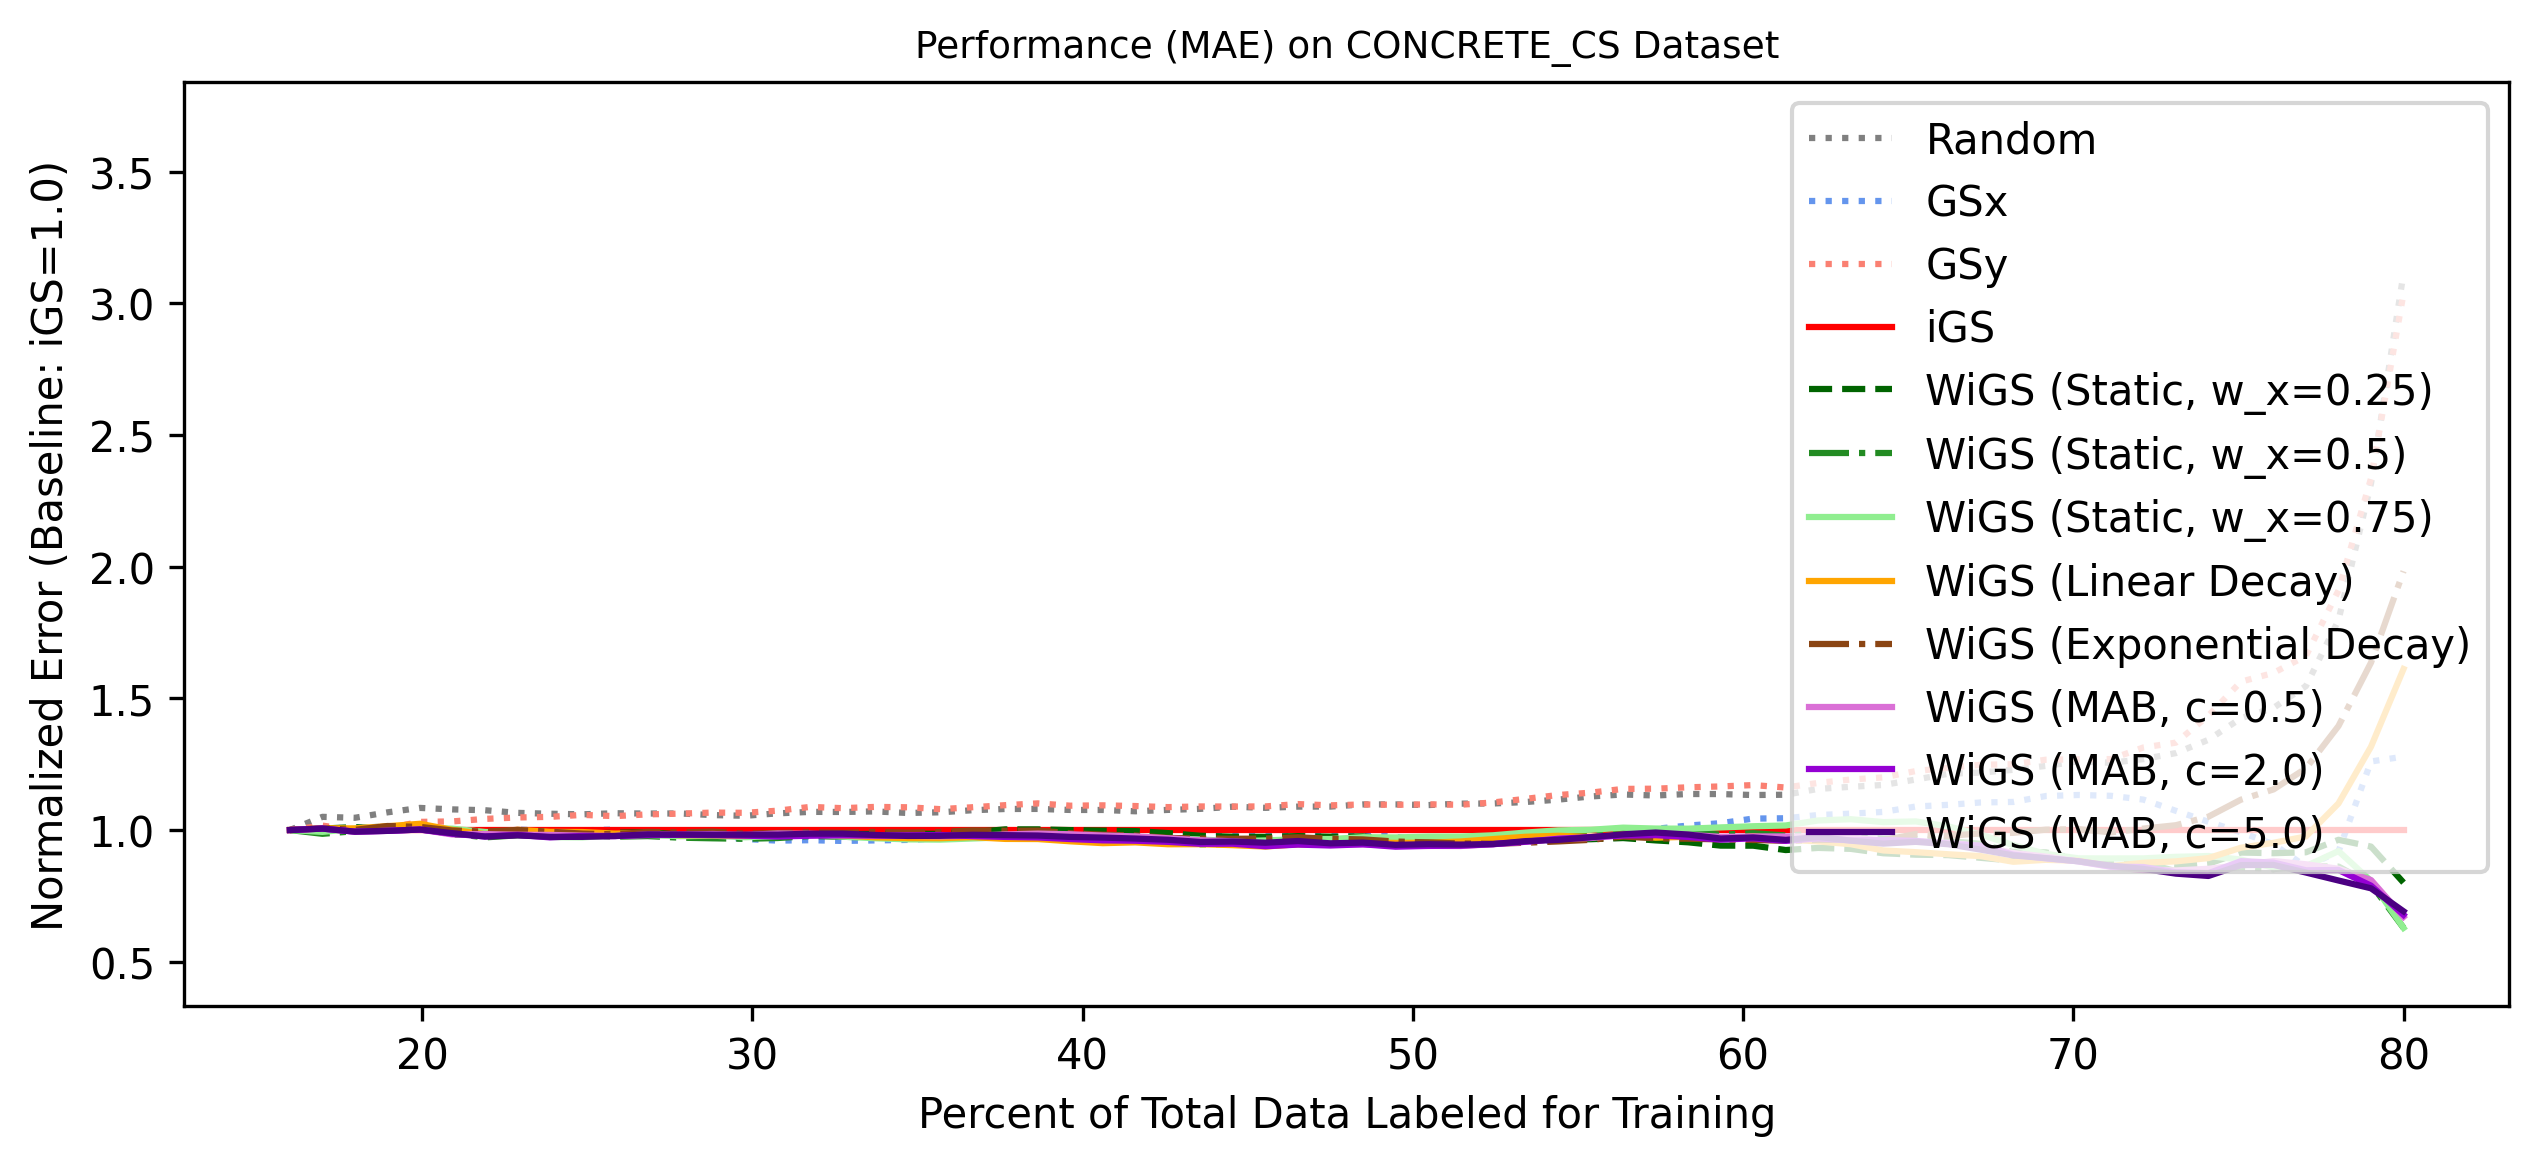 Performance (MAE) on CONCRETE_CS Dataset
Normalized Error (Baseline: iGS=1.0)
3.5
3.0
2.5
2.0
1.5
1.0
0.5
Random
GSx
GSy
iGS
WiGS (Static, w_x=0.25)
WiGS (Static, w_x=0.5)
WiGS (Static, w_x=0.75)
WiGS (Linear Decay)
WiGS (Exponential Decay)
WiGS (MAB, c=0.5)
WiGS (MAB, c=2.0)
WiGS (MAB, c=5.0)
20 30 40 50 60 70 80
Percent of Total Data Labeled for Training